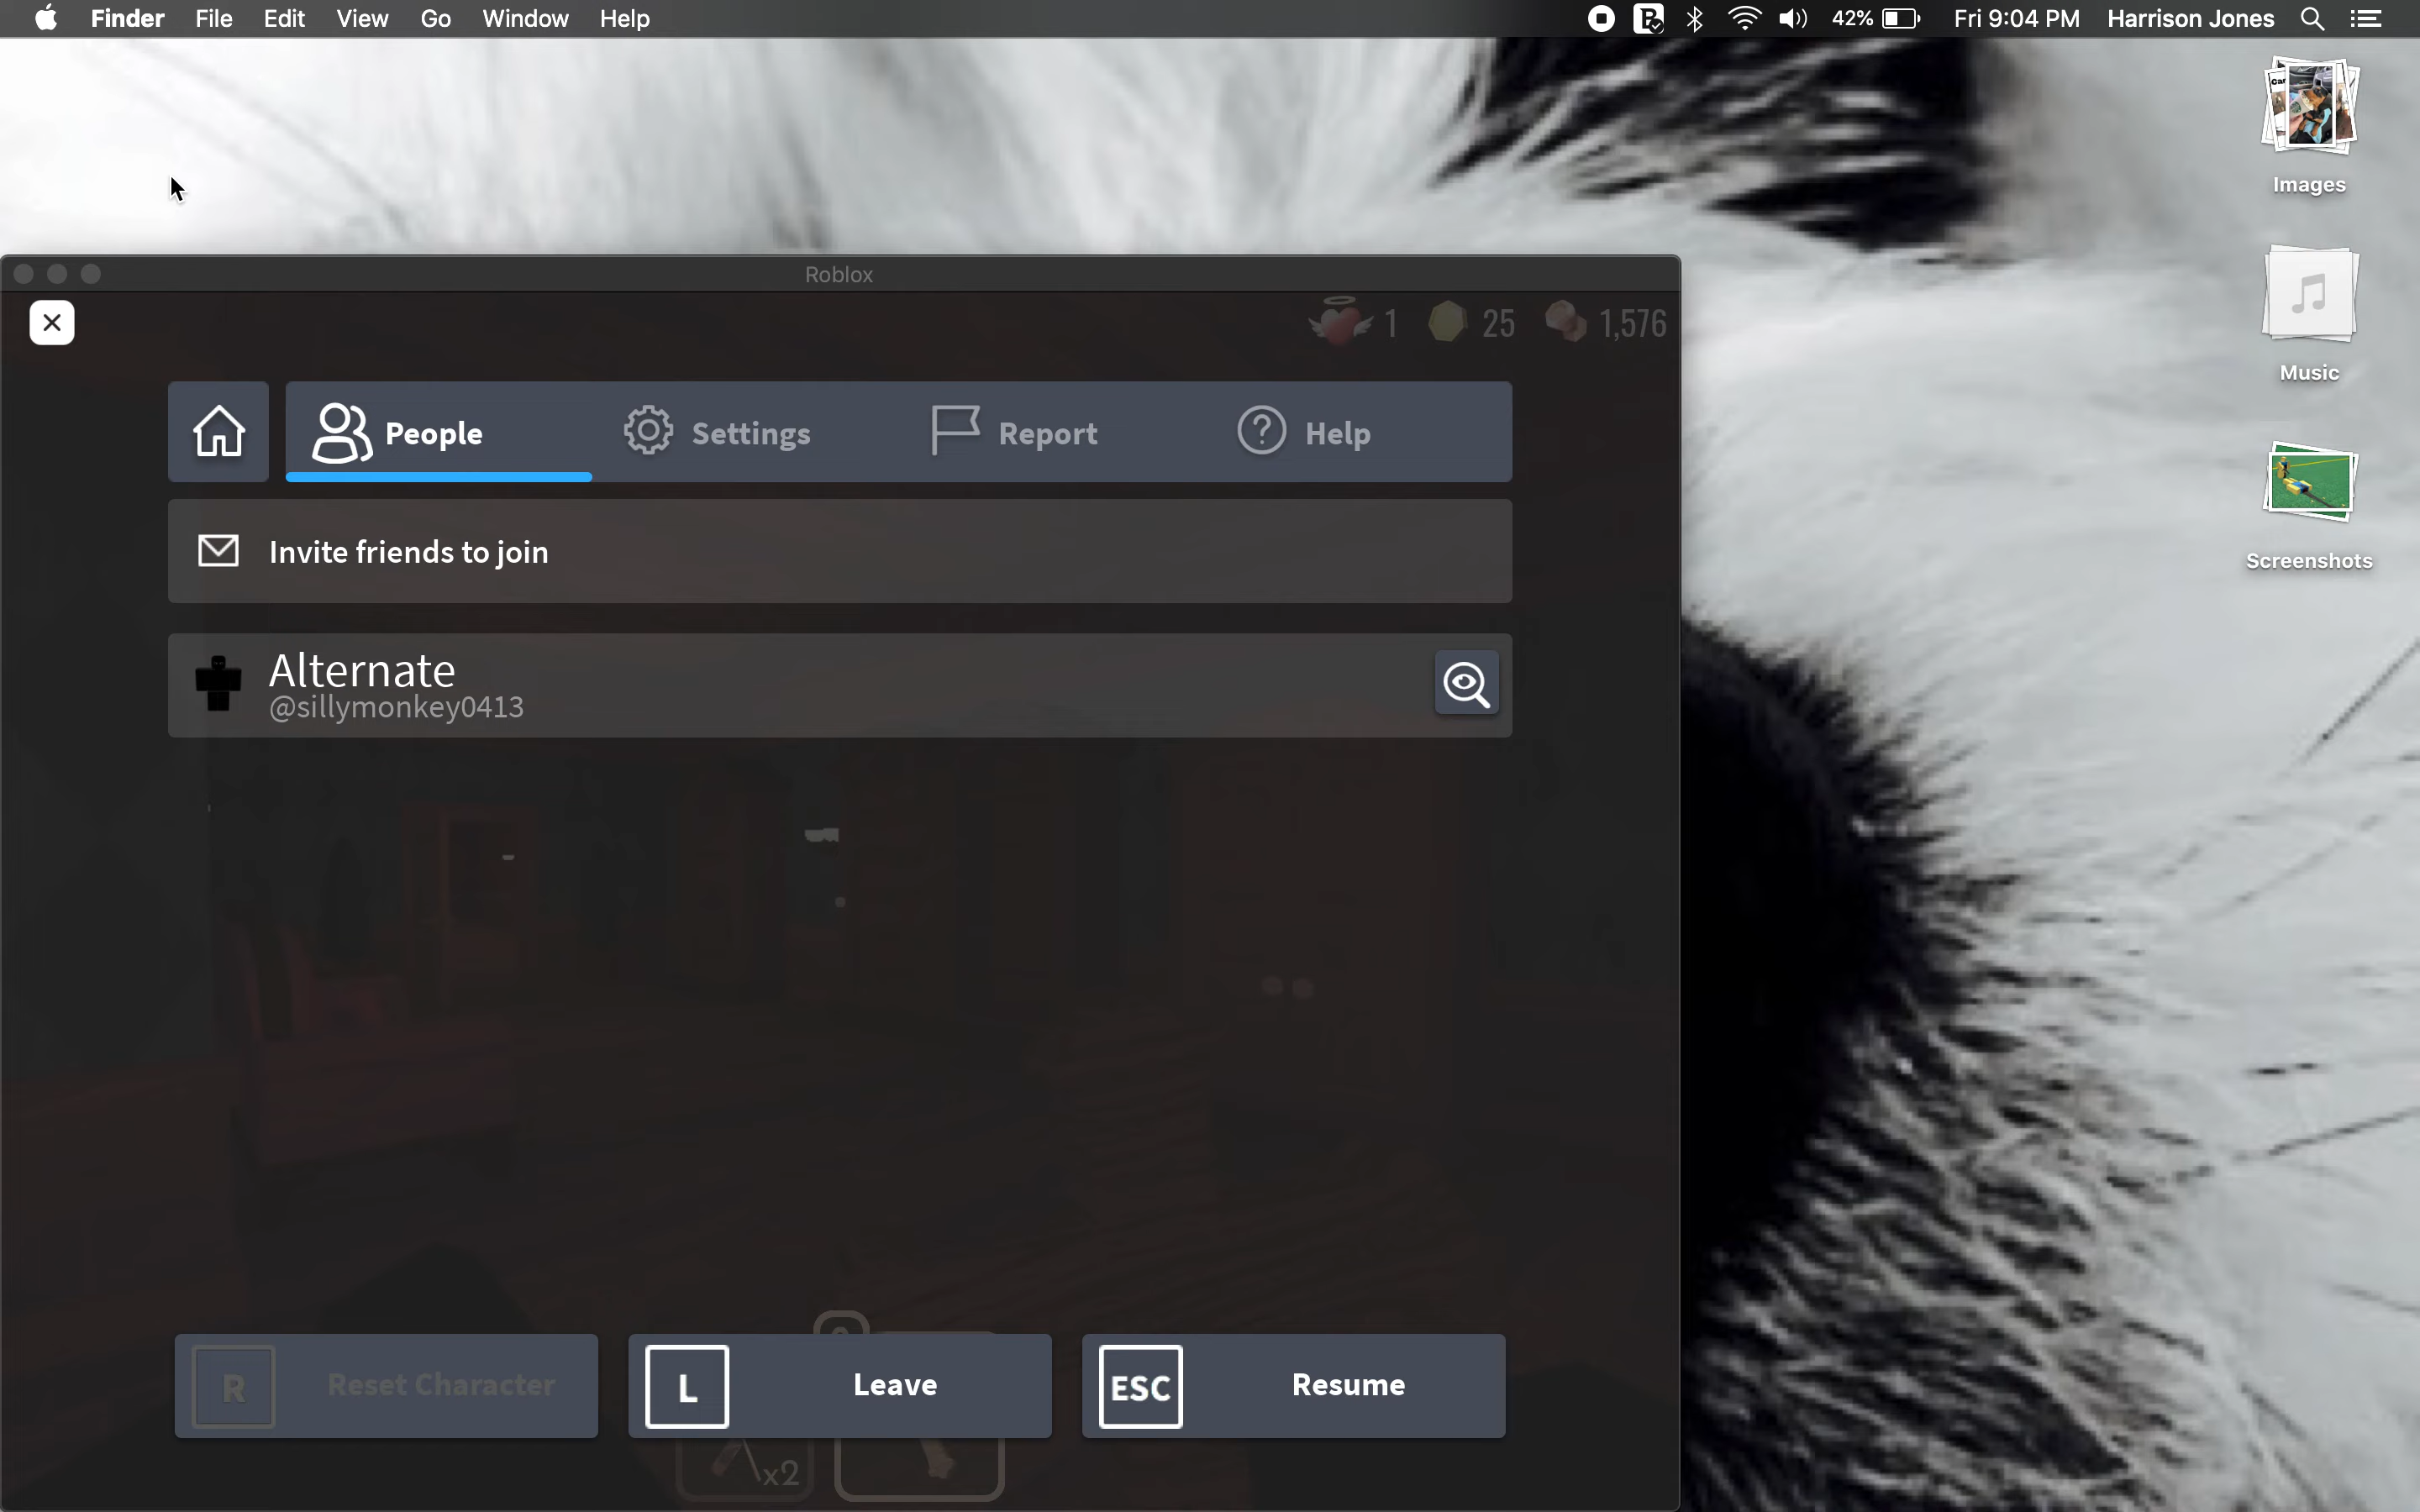 Finder File Edit View Go Window Help 42% Fri 9:04 PM Harrison Jones
Images
Music
Screenshots
Roblox
1 25 1,576
People Settings Report Help
Invite friends to join
Alternate
@sillymonkey0413
R Reset Character L Leave ESC Resume
x2